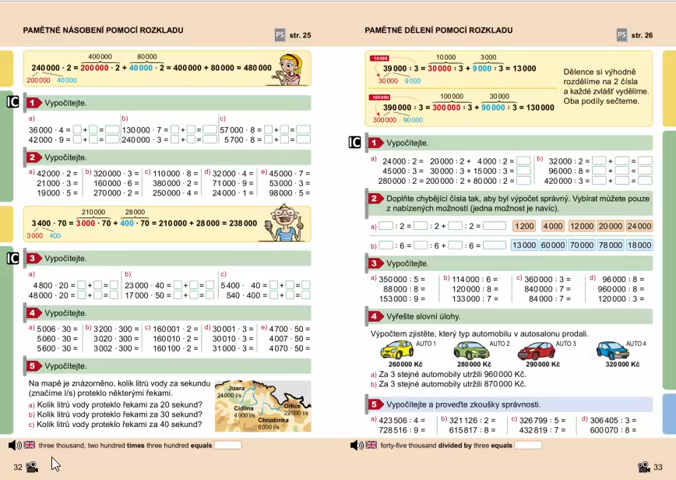 PAMĚTNÉ NÁSOBENÍ POMOCÍ ROZKLADU
PS str. 25
400 000 80 000
240 000 · 2 = 200 000 · 2 + 40 000 · 2 = 400 000 + 80 000 = 480 000
200 000 40 000
1 Vypočítejte.
a) b) c)
36 000 · 4 = + = 130 000 · 7 = + = 57 000 · 8 = + =
42 000 · 9 = + = 240 000 · 3 = + = 5 700 · 8 = + =
2 Vypočítejte.
a) 42 000 · 2 = b) 320 000 · 3 = c) 110 000 · 8 = d) 32 000 · 4 = e) 45 000 · 7 =
21 000 · 3 = 160 000 · 6 = 380 000 · 2 = 71 000 · 9 = 53 000 · 3 =
19 000 · 5 = 270 000 · 2 = 250 000 · 4 = 24 000 · 1 = 98 000 · 5 =
210 000 28 000
3 400 · 70 = 3 000 · 70 + 400 · 70 = 210 000 + 28 000 = 238 000
3 000 400
3 Vypočítejte.
a) b) c)
4 800 · 20 = + = 23 000 · 40 = + = 5 400 · 40 = + =
48 000 · 20 = + = 17 000 · 50 = + = 540 · 400 = + =
4 Vypočítejte.
a) 5 006 · 30 = b) 3 200 · 300 = c) 160 001 · 2 = d) 30 001 · 3 = e) 4 700 · 50 =
5 060 · 30 = 3 020 · 300 = 160 010 · 2 = 30 010 · 3 = 4 007 · 50 =
5 600 · 30 = 3 002 · 300 = 160 100 · 2 = 31 000 · 3 = 4 070 · 50 =
5 Vypočítejte.
Na mapě je znázorněno, kolik litrů vody za sekundu
(značíme l/s) proteklo některými řekami.
a) Kolik litrů vody proteklo řekami za 20 sekund?
b) Kolik litrů vody proteklo řekami za 30 sekund?
c) Kolik litrů vody proteklo řekami za 40 sekund?
Jizera
24 000 l/s
Cidlina
4 900 l/s
Orlice
22 000 l/s
Chrudimka
6 000 l/s
three thousand, two hundred times three hundred equals
32
PAMĚTNÉ DĚLENÍ POMOCÍ ROZKLADU
PS str. 26
10 000 10 000 3 000
39 000 : 3 = 30 000 : 3 + 9 000 : 3 = 13 000
30 000 9 000
100 000 100 000 30 000
390 000 : 3 = 300 000 : 3 + 90 000 : 3 = 130 000
300 000 90 000
Dělence si výhodně
rozdělíme na 2 čísla
a každé zvlášť vydělíme.
Oba podíly sečteme.
1 Vypočítejte.
a) 24 000 : 2 = 20 000 : 2 + 4 000 : 2 = b) 32 000 : 2 = + =
45 000 : 3 = 30 000 : 3 + 15 000 : 3 = 96 000 : 8 = + =
280 000 : 2 = 200 000 : 2 + 80 000 : 2 = 420 000 : 3 = + =
2 Doplňte chybějící čísla tak, aby byl výpočet správný. Vybírat můžete pouze
z nabízených možností (jedna možnost je navíc).
a) : 2 = : 2 + : 2 = 1 200 4 000 12 000 20 000 24 000
b) : 6 = : 6 + : 6 = 13 000 60 000 70 000 78 000 18 000
3 Vypočítejte.
a) 350 000 : 5 = b) 114 000 : 6 = c) 360 000 : 3 = d) 96 000 : 8 =
88 000 : 8 = 120 000 : 8 = 840 000 : 7 = 960 000 : 8 =
153 000 : 9 = 133 000 : 7 = 84 000 : 7 = 120 000 : 3 =
4 Vyřešte slovní úlohy.
Výpočtem zjistěte, který typ automobilu v autosalonu prodali.
AUTO 1 AUTO 2 AUTO 3 AUTO 4
260 000 Kč 280 000 Kč 290 000 Kč 320 000 Kč
a) Za 3 stejné automobily utržili 960 000 Kč.
b) Za 3 stejné automobily utržili 870 000 Kč.
5 Vypočítejte a proveďte zkoušky správnosti.
a) 423 506 : 4 = b) 321 126 : 2 = c) 326 799 : 5 = d) 306 405 : 3 =
728 516 : 9 = 615 817 : 8 = 432 819 : 7 = 600 070 : 8 =
forty-five thousand divided by three equals
33